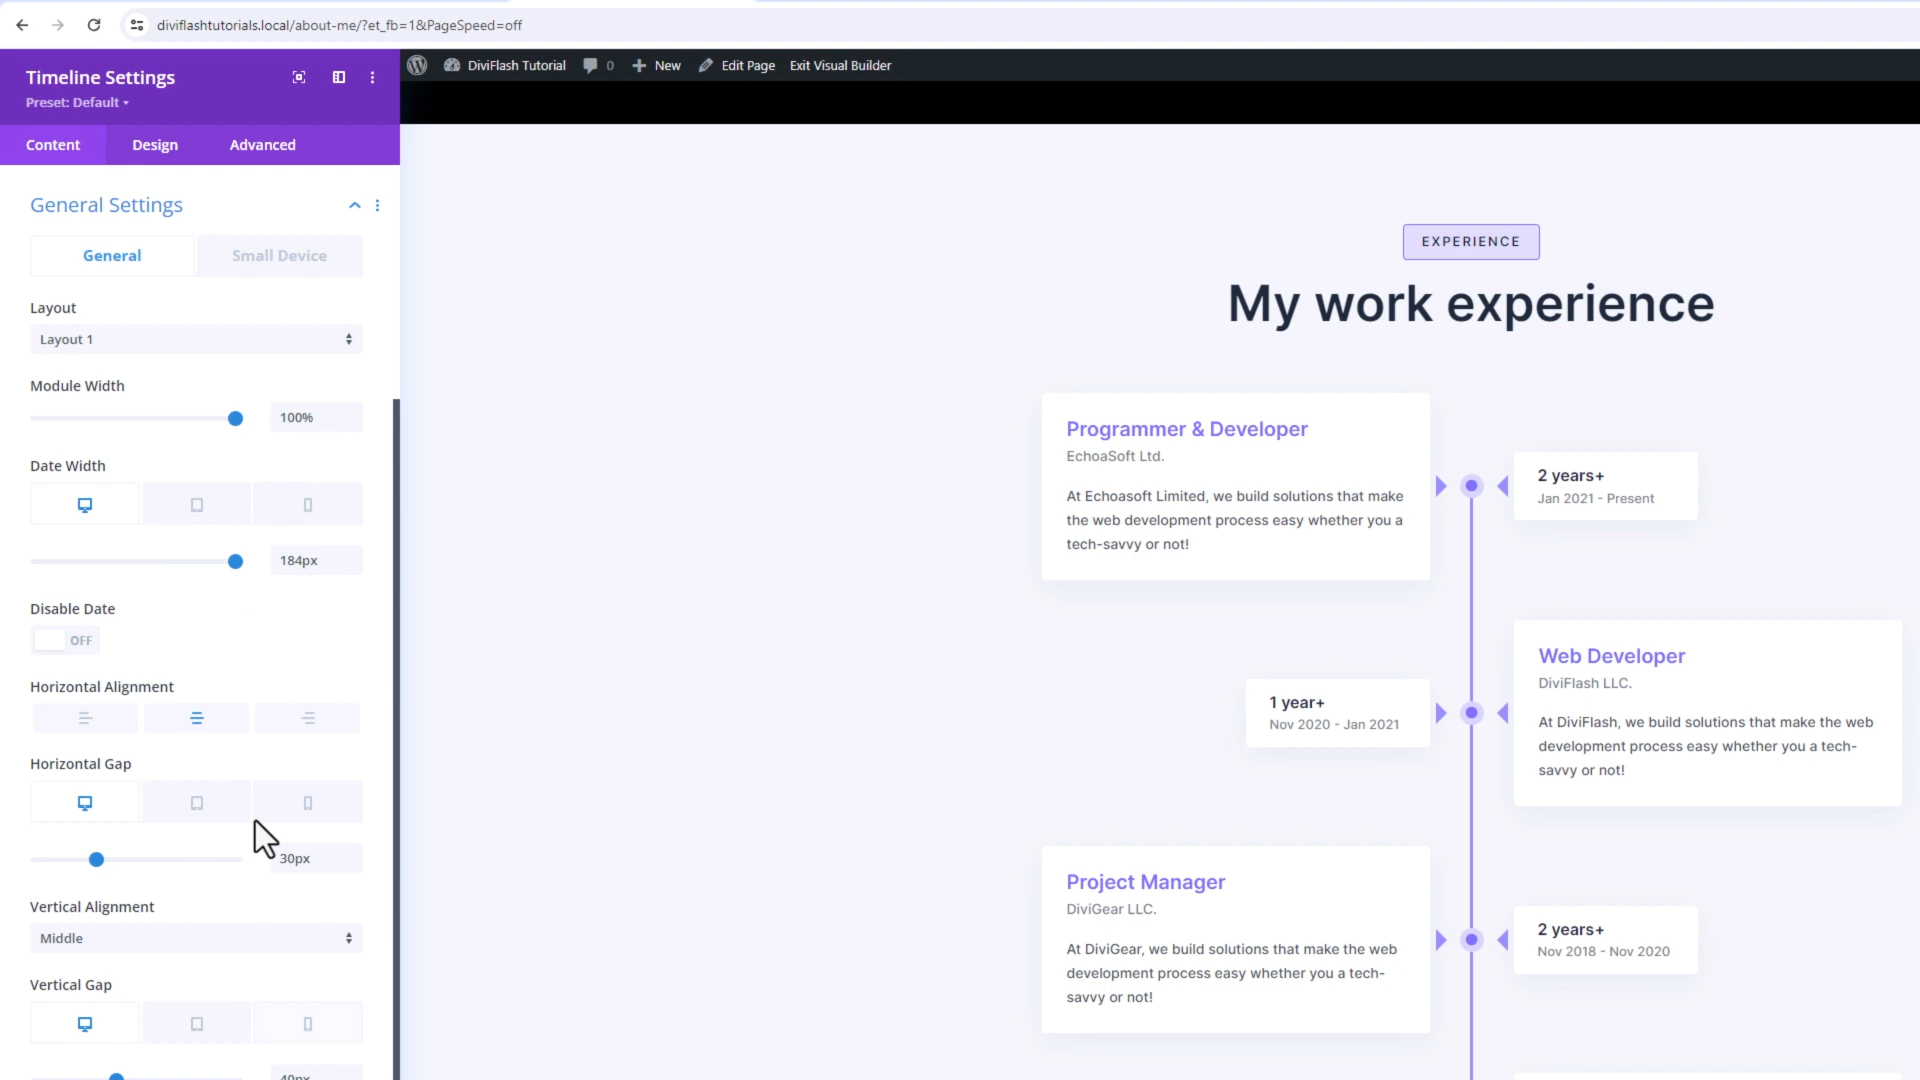 diviflashtutorials.local/about-me/?et_fb=1&PageSpeed=off
Timeline Settings
Preset: Default
Content
Design
Advanced
DiviFlash Tutorial
0
New
Edit Page
Exit Visual Builder
General Settings
General
Small Device
Layout
Layout 1
Module Width
100%
Date Width
184px
Disable Date
OFF
Horizontal Alignment
Horizontal Gap
30px
Vertical Alignment
Middle
Vertical Gap
40px
EXPERIENCE
My work experience
Programmer & Developer
EchoaSoft Ltd.
At Echoasoft Limited, we build solutions that make
the web development process easy whether you a
tech-savvy or not!
2 years+
Jan 2021 - Present
1 year+
Nov 2020 - Jan 2021
Web Developer
DiviFlash LLC.
At DiviFlash, we build solutions that make the web
development process easy whether you a tech-
savvy or not!
Project Manager
DiviGear LLC.
At DiviGear, we build solutions that make the web
development process easy whether you a tech-
savvy or not!
2 years+
Nov 2018 - Nov 2020